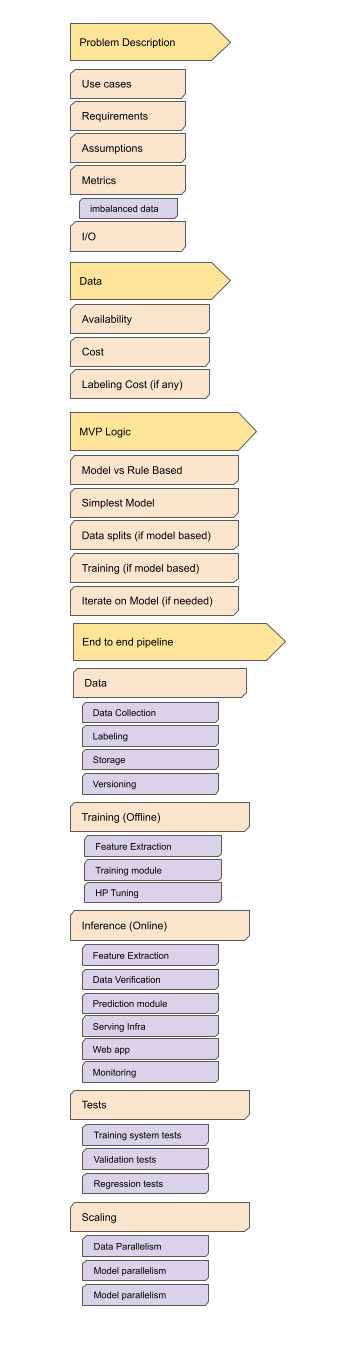 Problem Description
Use cases
Requirements
Assumptions
Metrics
imbalanced data
I/O
Data
Availability
Cost
Labeling Cost (if any)
MVP Logic
Model vs Rule Based
Simplest Model
Data splits (if model based)
Training (if model based)
Iterate on Model (if needed)
End to end pipeline
Data
Data Collection
Labeling
Storage
Versioning
Training (Offline)
Feature Extraction
Training module
HP Tuning
Inference (Online)
Feature Extraction
Data Verification
Prediction module
Serving Infra
Web app
Monitoring
Tests
Training system tests
Validation tests
Regression tests
Scaling
Data Parallelism
Model parallelism
Model parallelism